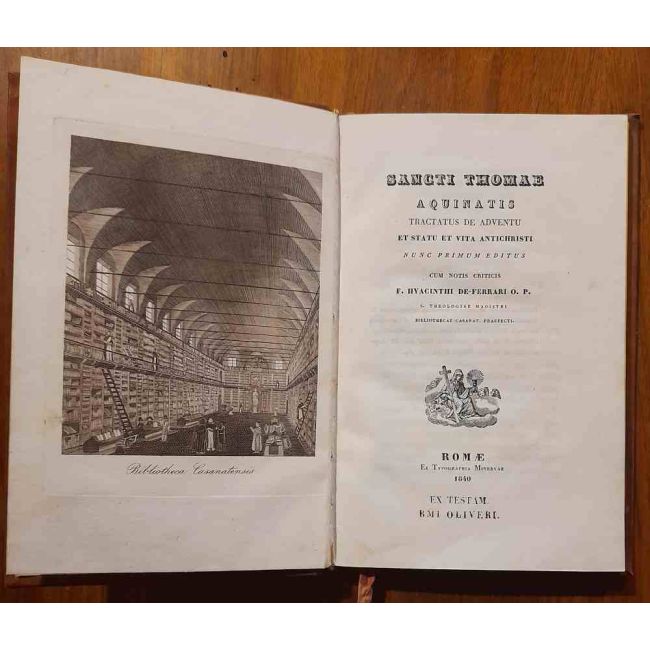 Bibliotheca Casanatensis
SANCTI THOMAE
AQUINATIS
TRACTATUS DE ADVENTU
ET STATU ET VITA ANTICHRISTI
NUNC PRIMUM EDITUS
CUM NOTIS CRITICIS
F. HYACINTHI DE-FERRARI O. P.
S. THEOLOGIAE MAGISTRI
BIBLIOTHECAE CASANAT. PRAEFECTI.
ROMÆ
EX TYPOGRAPHIA MINERVAE
1840
EX TESTAM.
BMI OLIVERI.